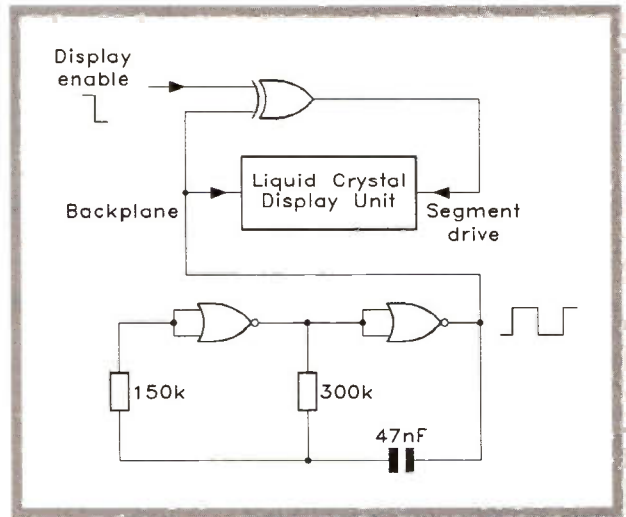 Display
enable
Liquid Crystal
Display Unit
Backplane
Segment
drive
150k
300k
47nF